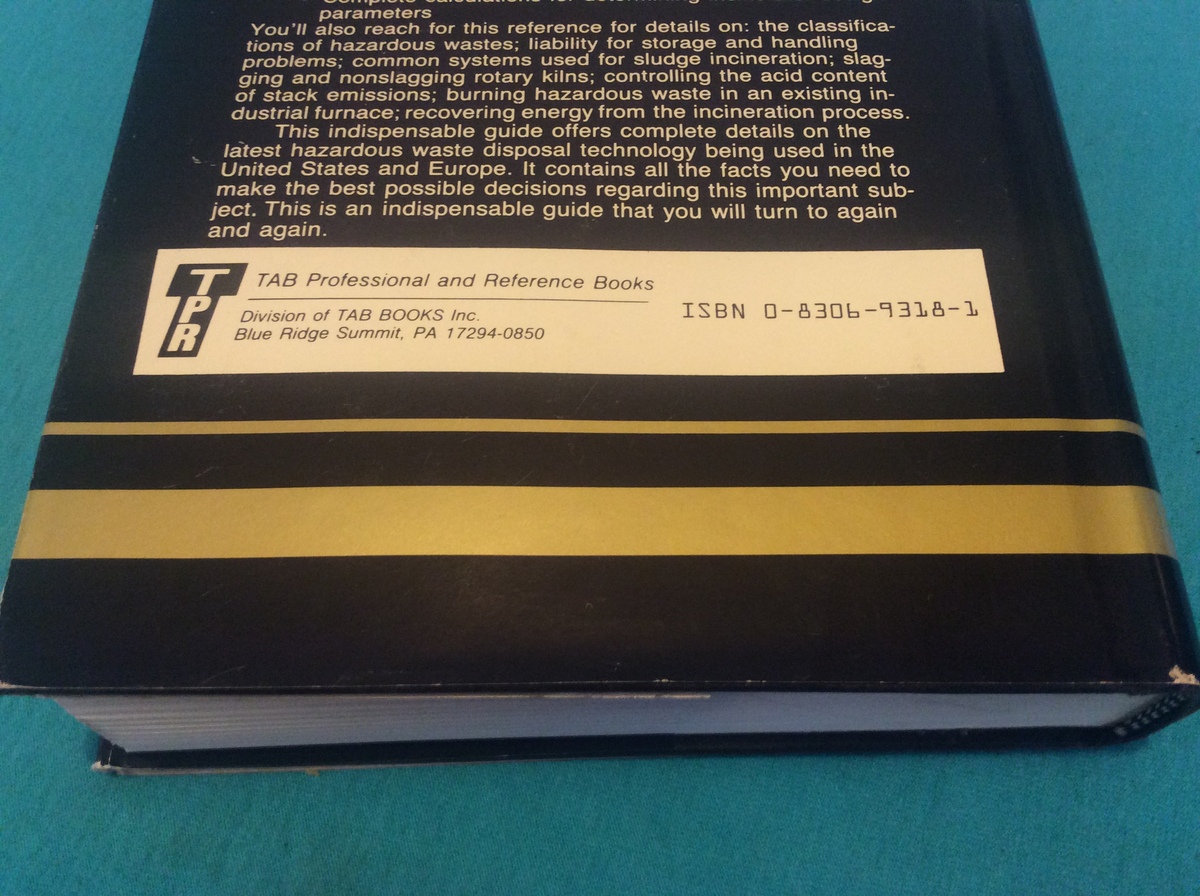 Complete calculations for determining
parameters
You'll also reach for this reference for details on: the classifica-
tions of hazardous wastes; liability for storage and handling
problems; common systems used for sludge incineration; slag-
ging and nonslagging rotary kilns; controlling the acid content
of stack emissions; burning hazardous waste in an existing in-
dustrial furnace; recovering energy from the incineration process.
This indispensable guide offers complete details on the
latest hazardous waste disposal technology being used in the
United States and Europe. It contains all the facts you need to
make the best possible decisions regarding this important sub-
ject. This is an indispensable guide that you will turn to again
and again.
TPR
TAB Professional and Reference Books
Division of TAB BOOKS Inc.
Blue Ridge Summit, PA 17294-0850
ISBN 0-8306-9318-1